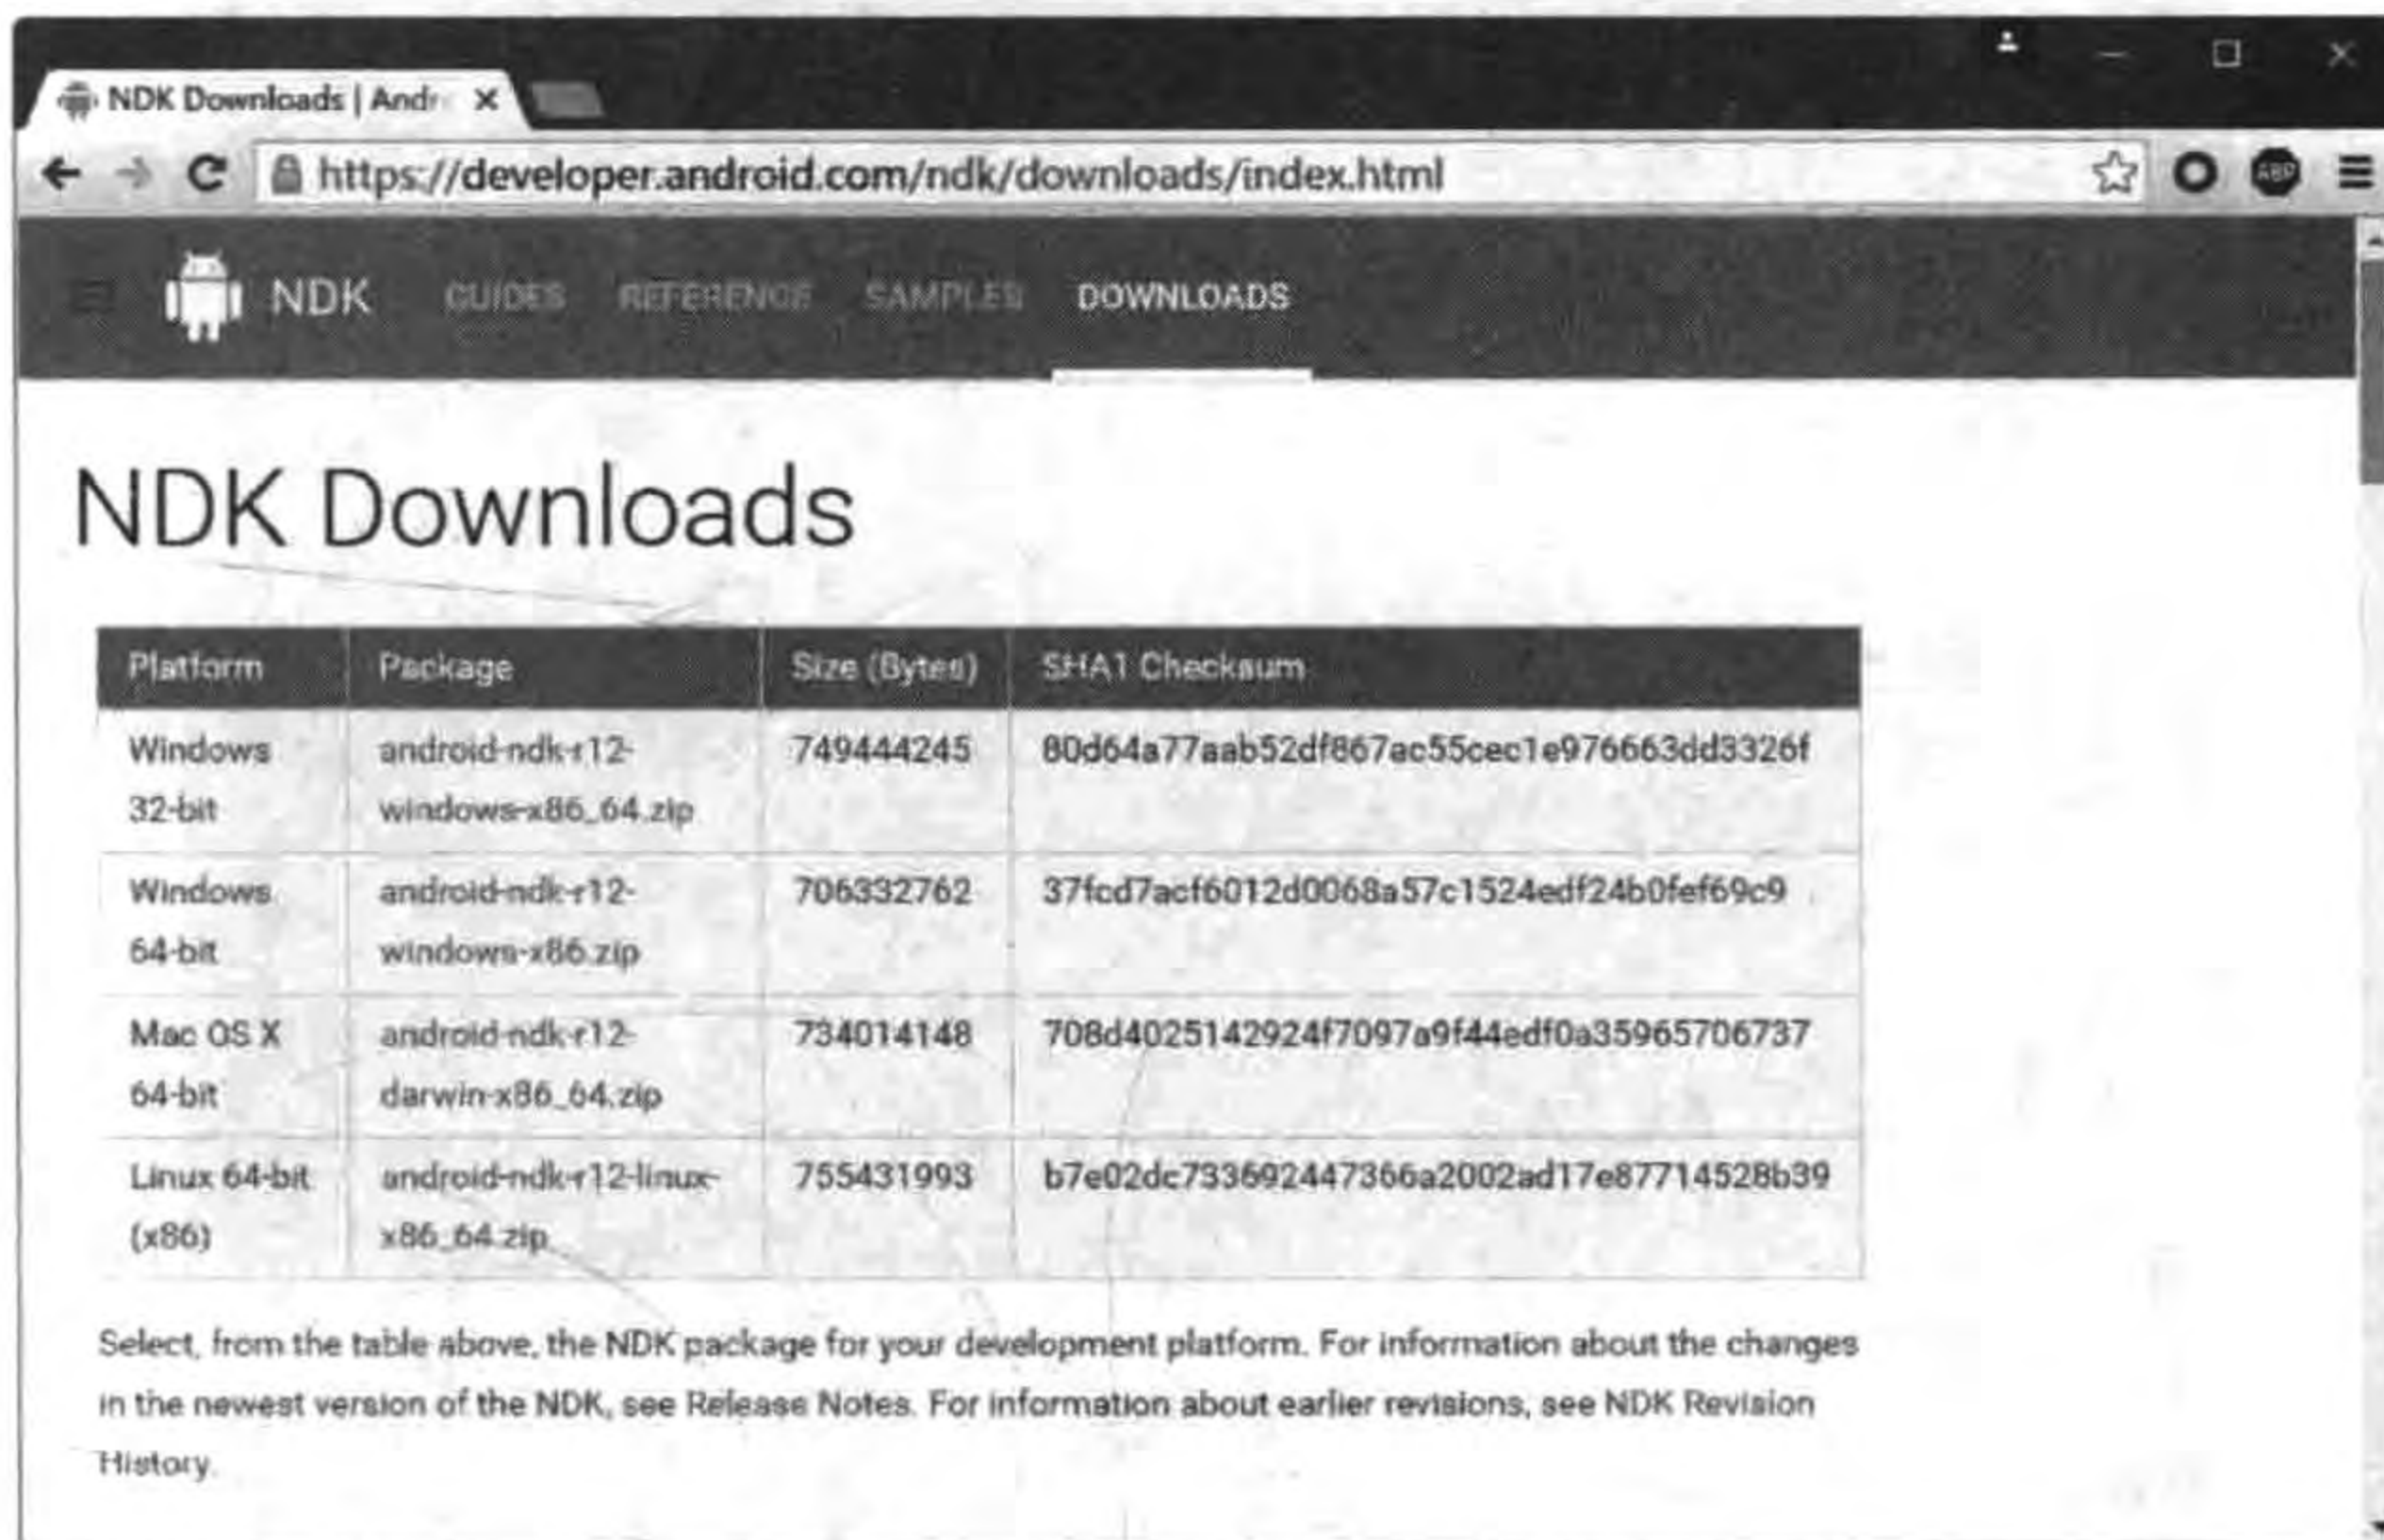 NDK Downloads | Andr
https://developer.android.com/ndk/downloads/index.html
ABP
NDK GUIDES REFERENCE SAMPLES DOWNLOADS
NDK Downloads
Platform Package Size (Bytes) SHA1 Checksum
Windows android-ndk-r12- 749444245 80d64a77aab52df867ac55cec1e976663dd3326f
32-bit windows-x86_64.zip
Windows android-ndk-r12- 706332762 37fcd7acf6012d0068a57c1524edf24b0fef69c9
64-bit windows-x86.zip
Mac OS X android-ndk-r12- 734014148 708d4025142924f7097a9f44edf0a35965706737
64-bit darwin-x86_64.zip
Linux 64-bit android-ndk-r12-linux- 755431993 b7e02dc733692447366a2002ad17e87714528b39
(x86) x86_64.zip
Select, from the table above, the NDK package for your development platform. For information about the changes
in the newest version of the NDK, see Release Notes. For information about earlier revisions, see NDK Revision
History.